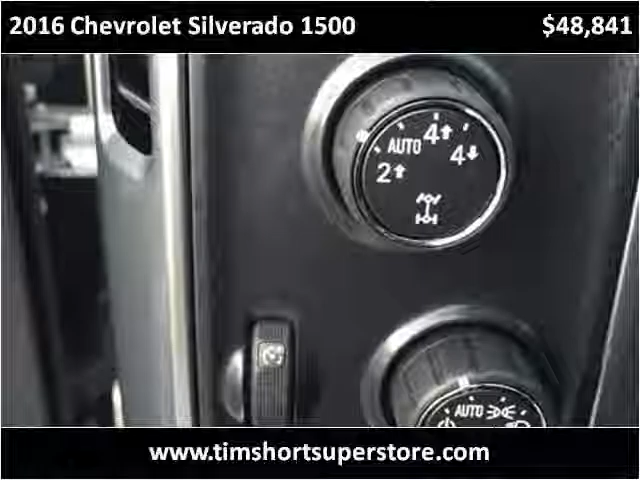 2016 Chevrolet Silverado 1500 $48,841
4↑
AUTO 4↓
2↑
AUTO
www.timshortsuperstore.com